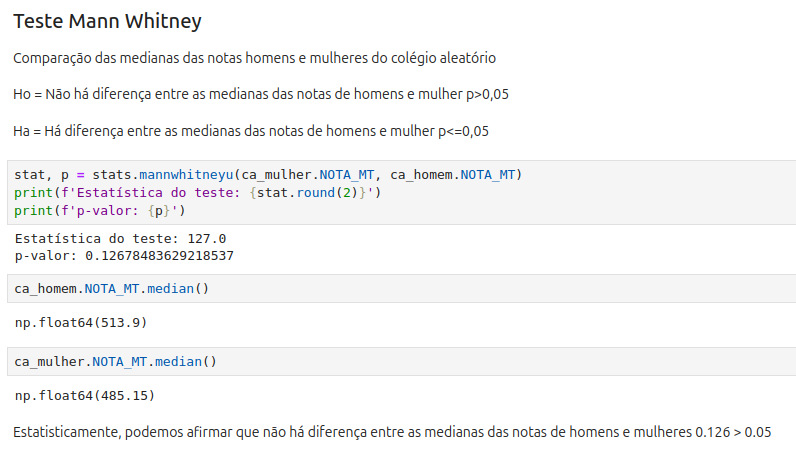 Teste Mann Whitney
Comparação das medianas das notas homens e mulheres do colégio aleatório
Ho = Não há diferença entre as medianas das notas de homens e mulher p>0,05
Ha = Há diferença entre as medianas das notas de homens e mulher p<=0,05
stat, p = stats.mannwhitneyu(ca_mulher.NOTA_MT, ca_homem.NOTA_MT)
print(f'Estatística do teste: {stat.round(2)}')
print(f'p-valor: {p}')
Estatística do teste: 127.0
p-valor: 0.12678483629218537
ca_homem.NOTA_MT.median()
np.float64(513.9)
ca_mulher.NOTA_MT.median()
np.float64(485.15)
Estatisticamente, podemos afirmar que não há diferença entre as medianas das notas de homens e mulheres 0.126 > 0.05